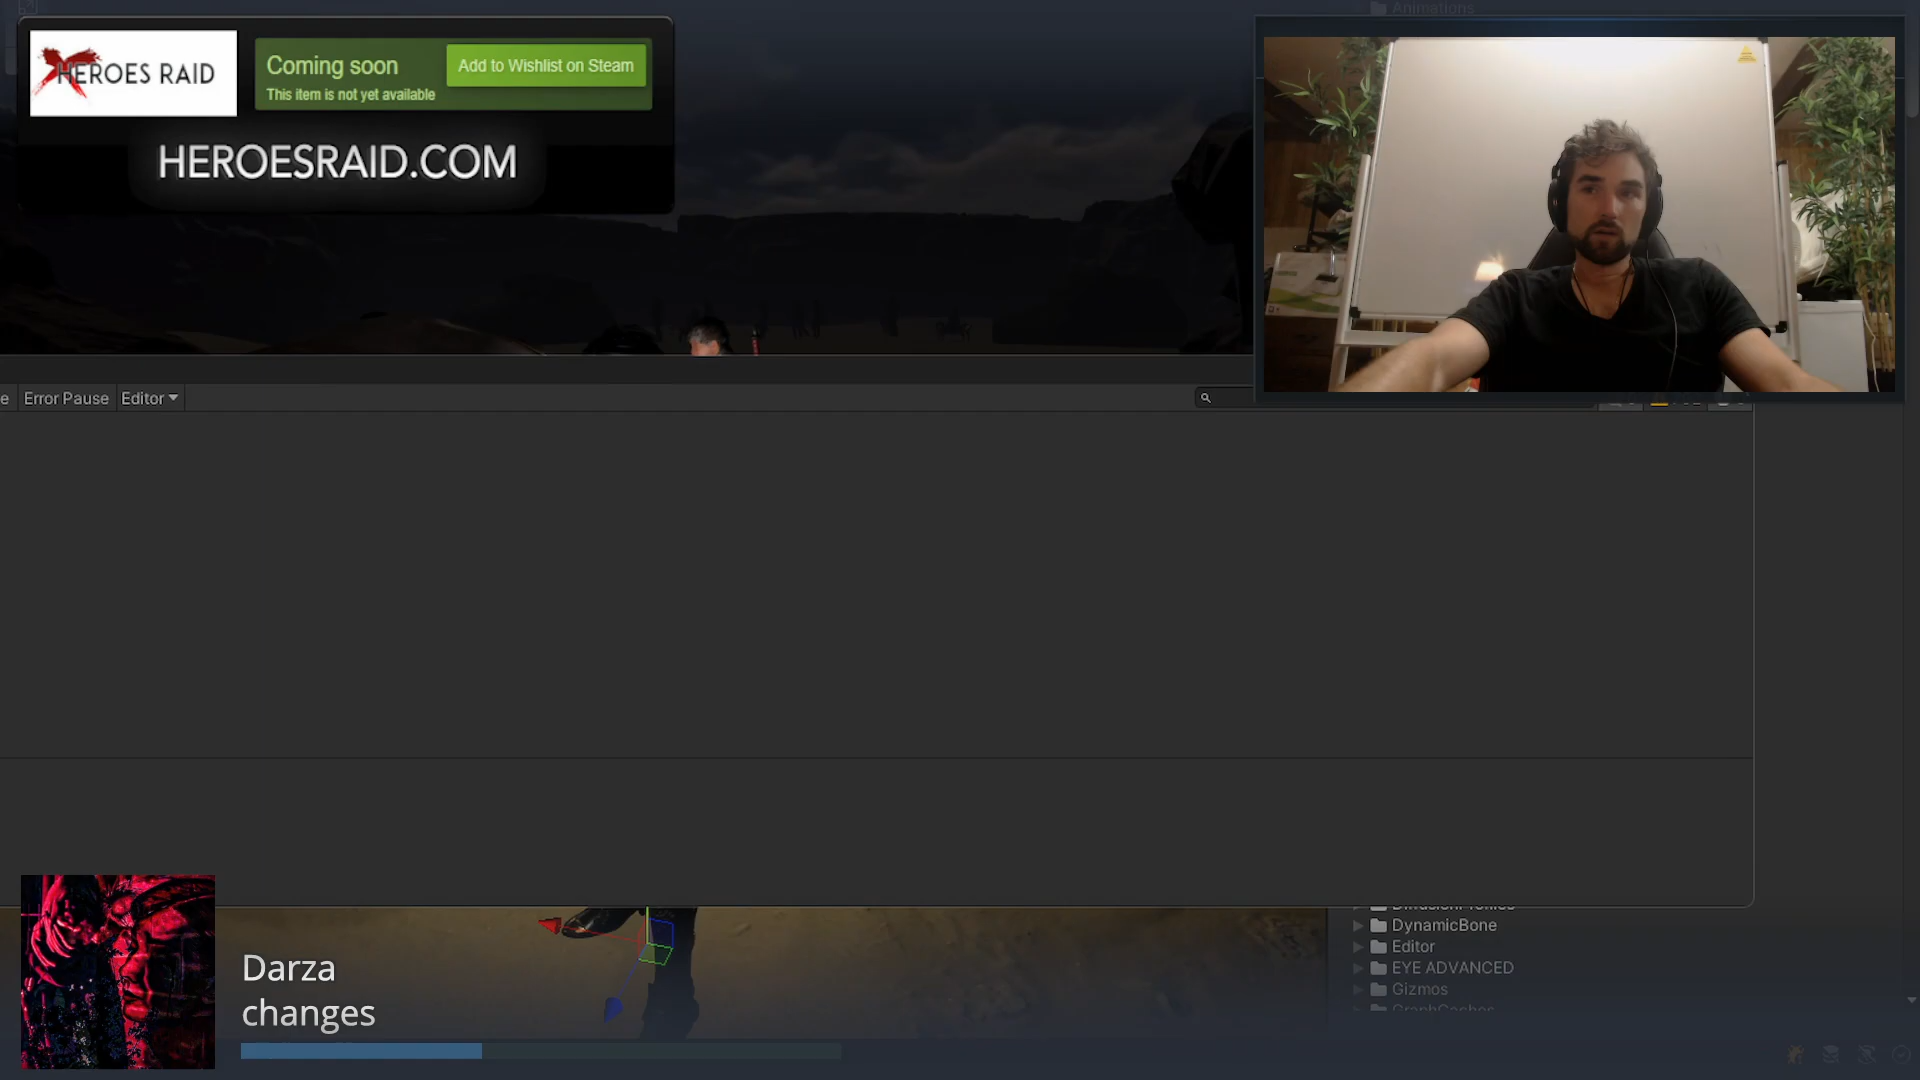 Animations
HEROES RAID
Coming soon
Add to Wishlist on Steam
This item is not yet available
HEROESRAID.COM
e
Error Pause
Editor
DynamicBone
Editor
EYE ADVANCED
Gizmos
Darza
changes